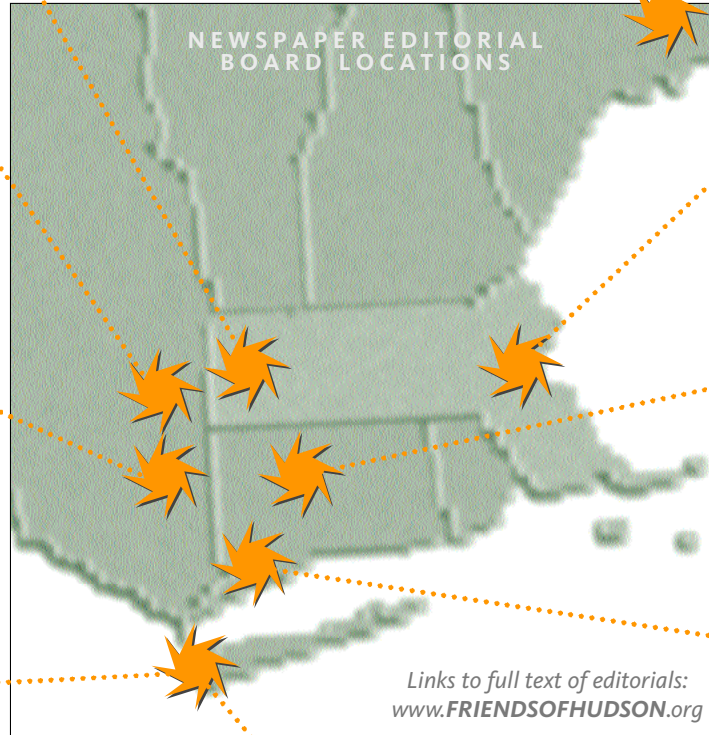 NEWSPAPER EDITORIAL
BOARD LOCATIONS
Links to full text of editorials:
www.FRIENDSOFHUDSON.org